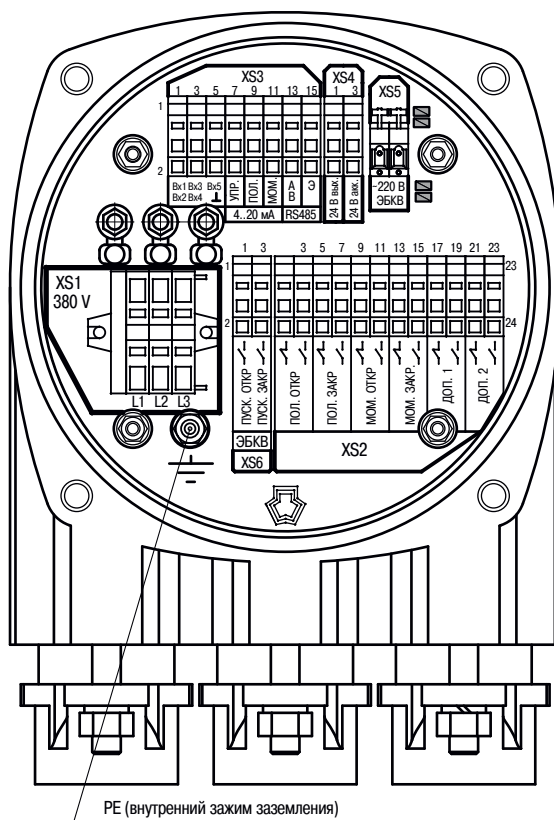 XS3 XS4 XS5
1 3 5 7 9 11 13 15 1 3
1
2
Вх1 Вх3 Вх5
Вх2 Вх4 ⊥
УПР.
ПОЛ.
МОМ.
А
В
Э
4..20 мА
RS485
24 В вых.
24 В акк.
~220 В
ЭБКВ
XS1
380 V
L1 L2 L3
1 3 3 5 7 9 11 13 15 17 19 21 23
1 23
2 24
ПУСК. ОТКР
ПУСК. ЗАКР
ПОЛ. ОТКР
ПОЛ. ЗАКР
МОМ. ОТКР
МОМ. ЗАКР.
ДОП. 1
ДОП. 2
ЭБКВ
XS6
XS2
PE (внутренний зажим заземления)